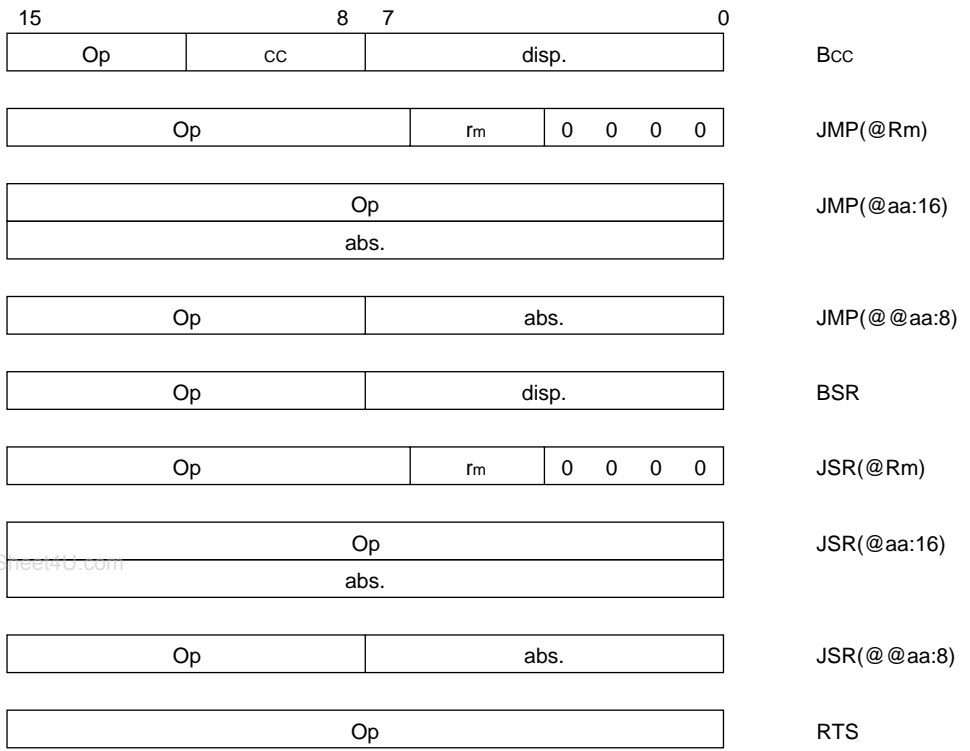 15 8 7 0
Op cc disp. Bcc
Op rm 0 0 0 0 JMP(@Rm)
Op JMP(@aa:16)
abs.
Op abs. JMP(@@aa:8)
Op disp. BSR
Op rm 0 0 0 0 JSR(@Rm)
Op JSR(@aa:16)
Sheet4U.com
abs.
Op abs. JSR(@@aa:8)
Op RTS